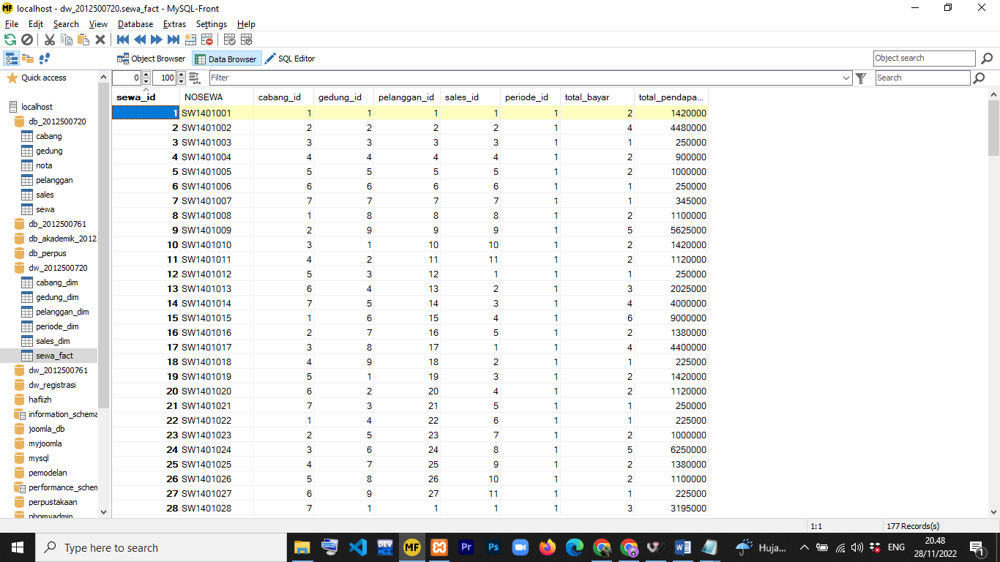 MF localhost - dw_2012500720.sewa_fact - MySQL-Front
File Edit Search View Database Extras Settings Help
Object Browser Data Browser SQL Editor Object search
Quick access 0 100 Filter Search
sewa_id NOSEWA cabang_id gedung_id pelanggan_id sales_id periode_id total_bayar total_pendapa...
1 SW1401001 1 1 1 1 1 2 1420000
2 SW1401002 2 2 2 2 1 4 4480000
3 SW1401003 3 3 3 3 1 1 250000
4 SW1401004 4 4 4 4 1 2 900000
5 SW1401005 5 5 5 5 1 2 1000000
6 SW1401006 6 6 6 6 1 1 250000
7 SW1401007 7 7 7 7 1 1 345000
8 SW1401008 1 8 8 8 1 2 1100000
9 SW1401009 2 9 9 9 1 5 5625000
10 SW1401010 3 1 10 10 1 2 1420000
11 SW1401011 4 2 11 11 1 2 1120000
12 SW1401012 5 3 12 1 1 1 250000
13 SW1401013 6 4 13 2 1 3 2025000
14 SW1401014 7 5 14 3 1 4 4000000
15 SW1401015 1 6 15 4 1 6 9000000
16 SW1401016 2 7 16 5 1 2 1380000
17 SW1401017 3 8 17 1 1 4 4400000
18 SW1401018 4 9 18 2 1 1 225000
19 SW1401019 5 1 19 3 1 2 1420000
20 SW1401020 6 2 20 4 1 2 1120000
21 SW1401021 7 3 21 5 1 1 250000
22 SW1401022 1 4 22 6 1 1 225000
23 SW1401023 2 5 23 7 1 2 1000000
24 SW1401024 3 6 24 8 1 5 6250000
25 SW1401025 4 7 25 9 1 2 1380000
26 SW1401026 5 8 26 10 1 2 1100000
27 SW1401027 6 9 27 11 1 1 225000
28 SW1401028 7 1 1 1 1 3 3195000
localhost
db_2012500720
cabang
gedung
nota
pelanggan
sales
sewa
db_2012500761
db_akademik_2012
db_perpus
dw_2012500720
cabang_dim
gedung_dim
pelanggan_dim
periode_dim
sales_dim
sewa_fact
dw_2012500761
dw_registrasi
hafiizh
information_schema
joomla_db
myjoomla
mysql
pemodelan
performance_schem
perpustakaan
phpmyadmin
1:1 177 Records(s)
Type here to search DEV MF Pr Ps Huja... ENG 20.48
28/11/2022 1